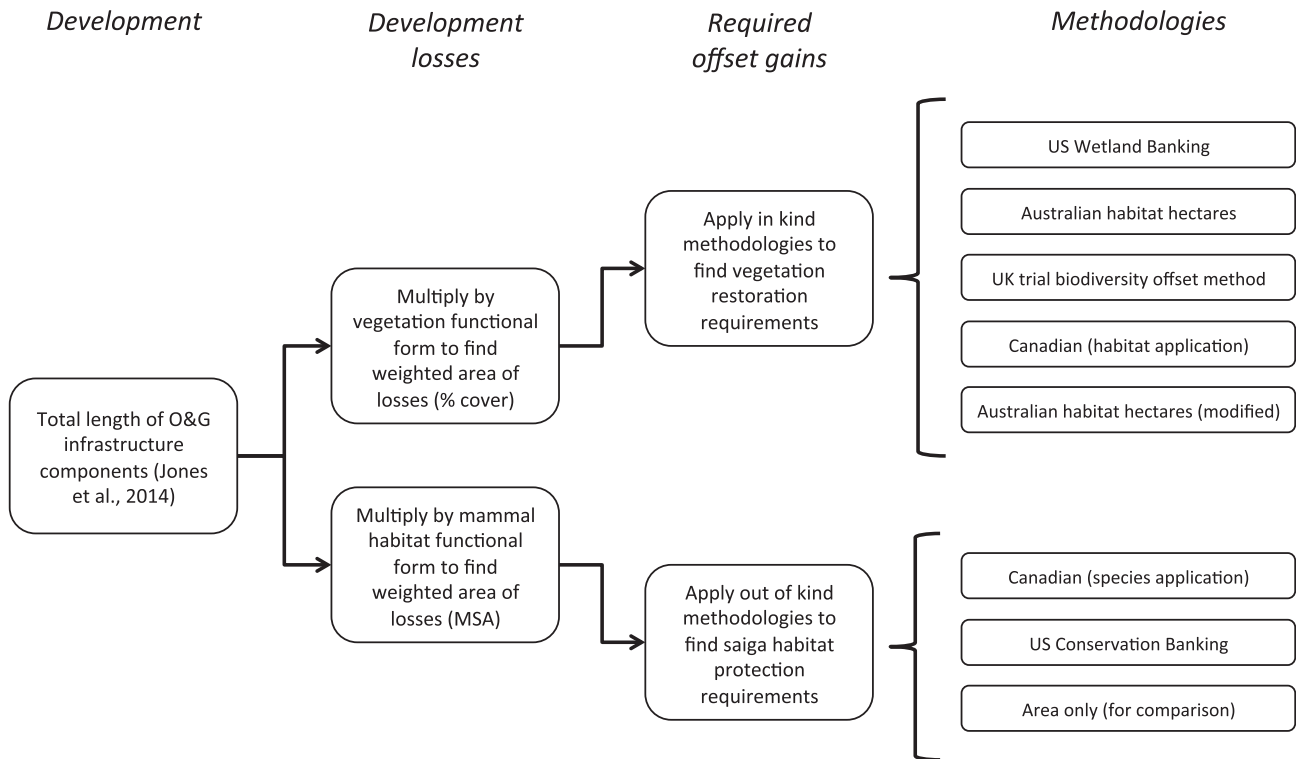 Development
Development
losses
Required
offset gains
Methodologies
Total length of O&G
infrastructure
components (Jones
et al., 2014)
Multiply by
vegetation functional
form to find
weighted area of
losses (% cover)
Multiply by mammal
habitat functional
form to find
weighted area of
losses (MSA)
Apply in kind
methodologies to
find vegetation
restoration
requirements
Apply out of kind
methodologies to
find saiga habitat
protection
requirements
US Wetland Banking
Australian habitat hectares
UK trial biodiversity offset method
Canadian (habitat application)
Australian habitat hectares (modified)
Canadian (species application)
US Conservation Banking
Area only (for comparison)